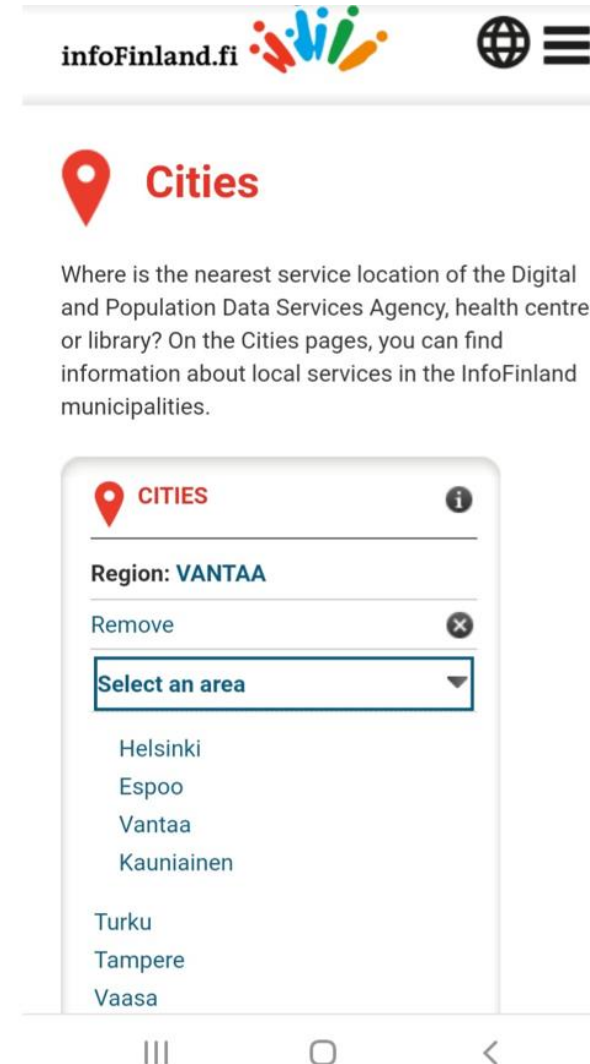 infoFinland.fi
Cities
Where is the nearest service location of the Digital
and Population Data Services Agency, health centre
or library? On the Cities pages, you can find
information about local services in the InfoFinland
municipalities.
CITIES
Region: VANTAA
Remove
Select an area
Helsinki
Espoo
Vantaa
Kauniainen
Turku
Tampere
Vaasa